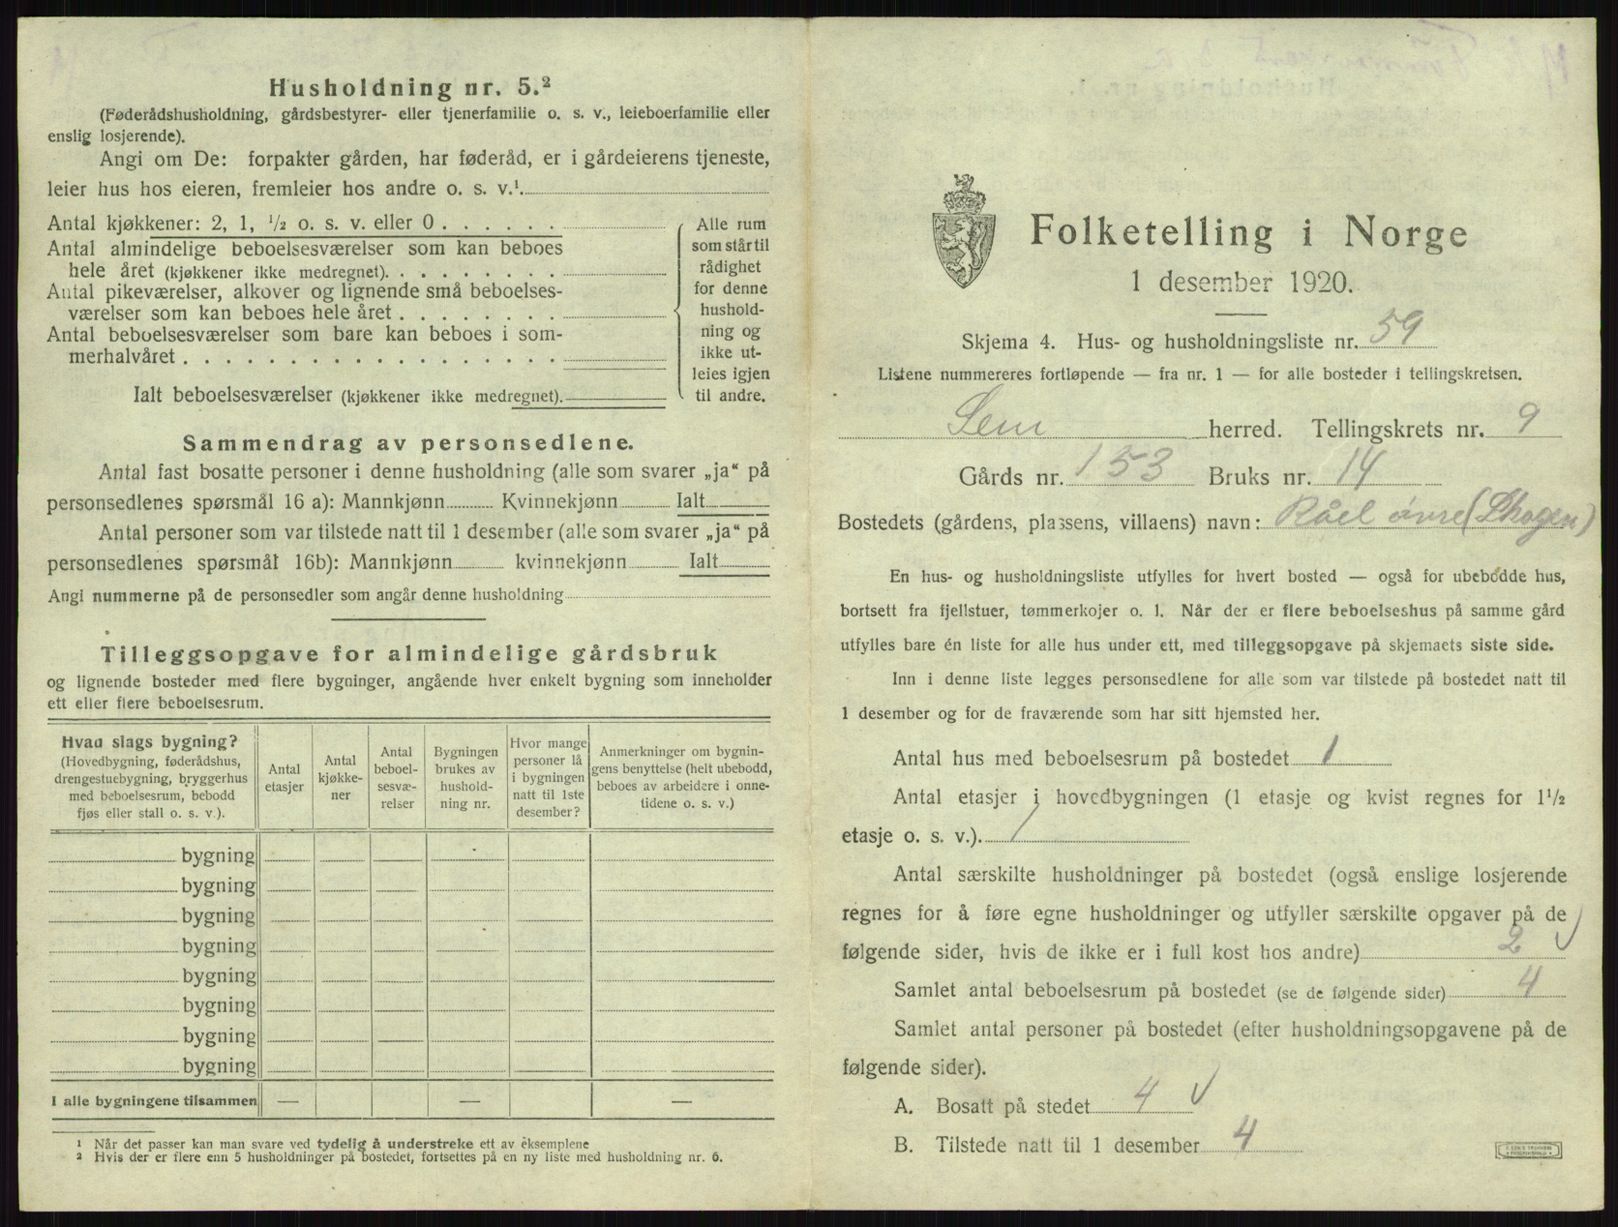 Husholdning nr. 5.²
(Føderådshusholdning, gårdsbestyrer- eller tjenerfamilie o. s. v., leieboerfamilie eller
enslig losjerende).
Angi om De: forpakter gården, har føderåd, er i gårdeierens tjeneste,
leier hus hos eieren, fremleier hos andre o. s. v.¹
Antal kjøkkener: 2, 1, ½ o. s. v. eller 0
Antal almindelige beboelsesværelser som kan beboes
hele året (kjøkkener ikke medregnet).
Antal pikeværelser, alkover og lignende små beboelses-
værelser som kan beboes hele året
Antal beboelsesværelser som bare kan beboes i som-
merhalvåret
Ialt beboelsesværelser (kjøkkener ikke medregnet).
Alle rum
som står til
rådighet
for denne
hushold-
ning og
ikke ut-
leies igjen
til andre.
Sammendrag av personsedlene.
Antal fast bosatte personer i denne husholdning (alle som svarer „ja“ på
personsedlenes spørsmål 16 a): Mannkjønn Kvinnekjønn Ialt
Antal personer som var tilstede natt til 1 desember (alle som svarer „ja“ på
personsedlenes spørsmål 16b): Mannkjønn kvinnekjønn Ialt
Angi nummerne på de personsedler som angår denne husholdning
Tilleggsopgave for almindelige gårdsbruk
og lignende bosteder med flere bygninger, angående hver enkelt bygning som inneholder
ett eller flere beboelsesrum.
Hvad slags bygning?
(Hovedbygning, føderådshus,
drengestuebygning, bryggerhus
med beboelsesrum, bebodd
fjøs eller stall o. s. v.).
Antal
etasjer
Antal
kjøkke-
ner
Antal
beboel-
sesvæ-
relser
Bygningen
brukes av
hushold-
ning nr.
Hvor mange
personer lå
i bygningen
natt til 1ste
desember?
Anmerkninger om bygnin-
gens benyttelse (helt ubebodd,
beboes av arbeidere i onne-
tidene o. s. v.)
bygning
bygning
bygning
bygning
bygning
bygning
bygning
bygning
I alle bygningene tilsammen — — —
¹ Når det passer kan man svare ved tydelig å understreke ett av eksemplene
² Hvis der er flere enn 5 husholdninger på bostedet, fortsettes på en ny liste med husholdning nr. 6.
Folketelling i Norge
1 desember 1920.
Skjema 4. Hus- og husholdningsliste nr. 59
Listene nummereres fortløpende — fra nr. 1 — for alle bosteder i tellingskretsen.
Sem herred. Tellingskrets nr. 9
Gårds nr. 153 Bruks nr. 14
Bostedets (gårdens, plassens, villaens) navn: Råel øvre (Skogen)
En hus- og husholdningsliste utfylles for hvert bosted — også for ubebodde hus,
bortsett fra fjellstuer, tømmerkojer o. l. Når der er flere beboelseshus på samme gård
utfylles bare én liste for alle hus under ett, med tilleggsopgave på skjemaets siste side.
Inn i denne liste legges personsedlene for alle som var tilstede på bostedet natt til
1 desember og for de fraværende som har sitt hjemsted her.
Antal hus med beboelsesrum på bostedet 1
Antal etasjer i hovedbygningen (1 etasje og kvist regnes for 1½
etasje o. s. v.). 1
Antal særskilte husholdninger på bostedet (også enslige losjerende
regnes for å føre egne husholdninger og utfyller særskilte opgaver på de
følgende sider, hvis de ikke er i full kost hos andre) 2 √
Samlet antal beboelsesrum på bostedet (se de følgende sider) 4
Samlet antal personer på bostedet (efter husholdningsopgavene på de
følgende sider).
A. Bosatt på stedet 4 √
B. Tilstede natt til 1 desember 4